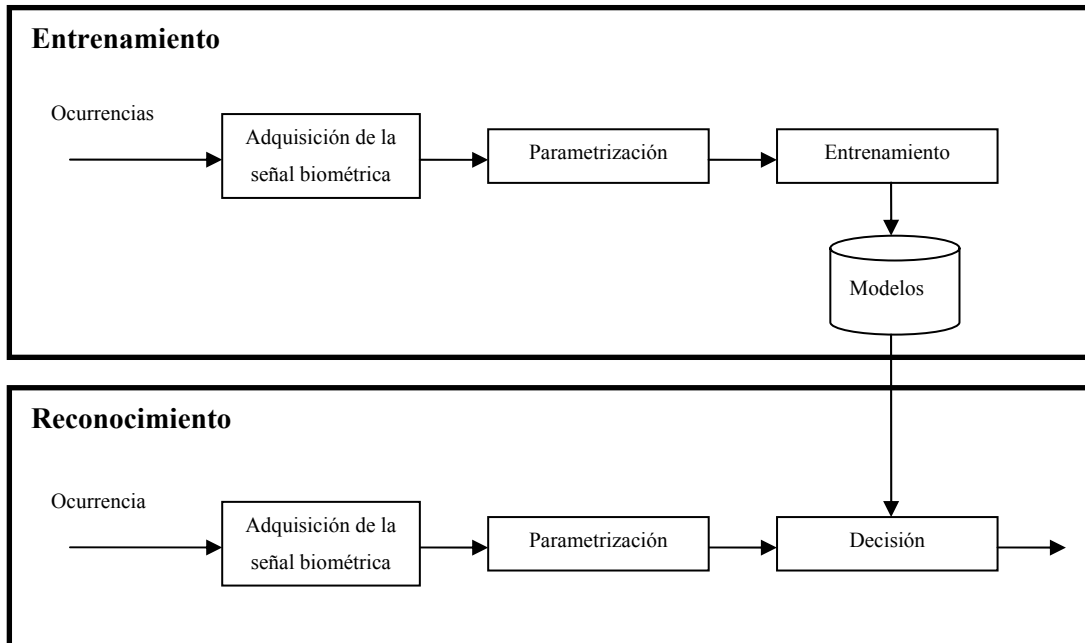 Entrenamiento
Ocurrencias
Adquisición de la
señal biométrica
Parametrización
Entrenamiento
Modelos
Reconocimiento
Ocurrencia
Adquisición de la
señal biométrica
Parametrización
Decisión